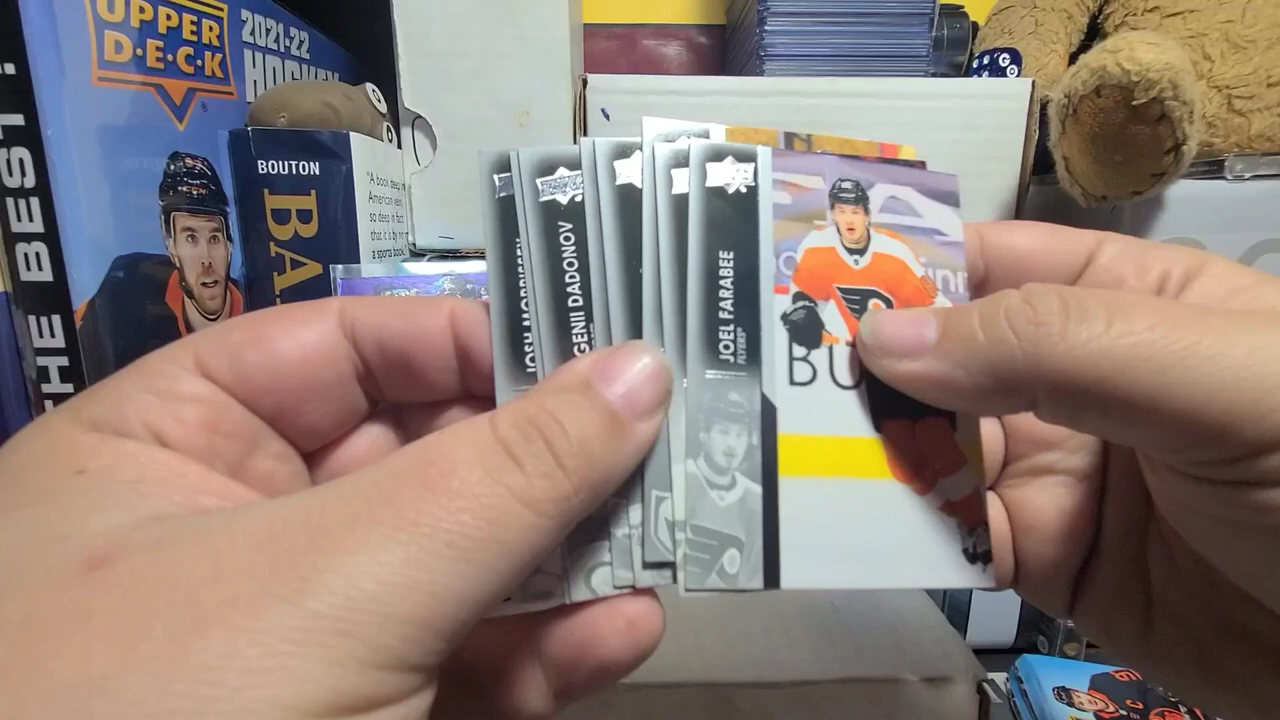 UPPER
D·E·C·K
2021-22
HOCKEY
THE BEST
BOUTON
BA
"A book deep
American
so deep in fact
that it is by no
a sports book."
JOSH MORRISSEY
GENII DADONOV
JOEL FARABEE
FLYERS
BU